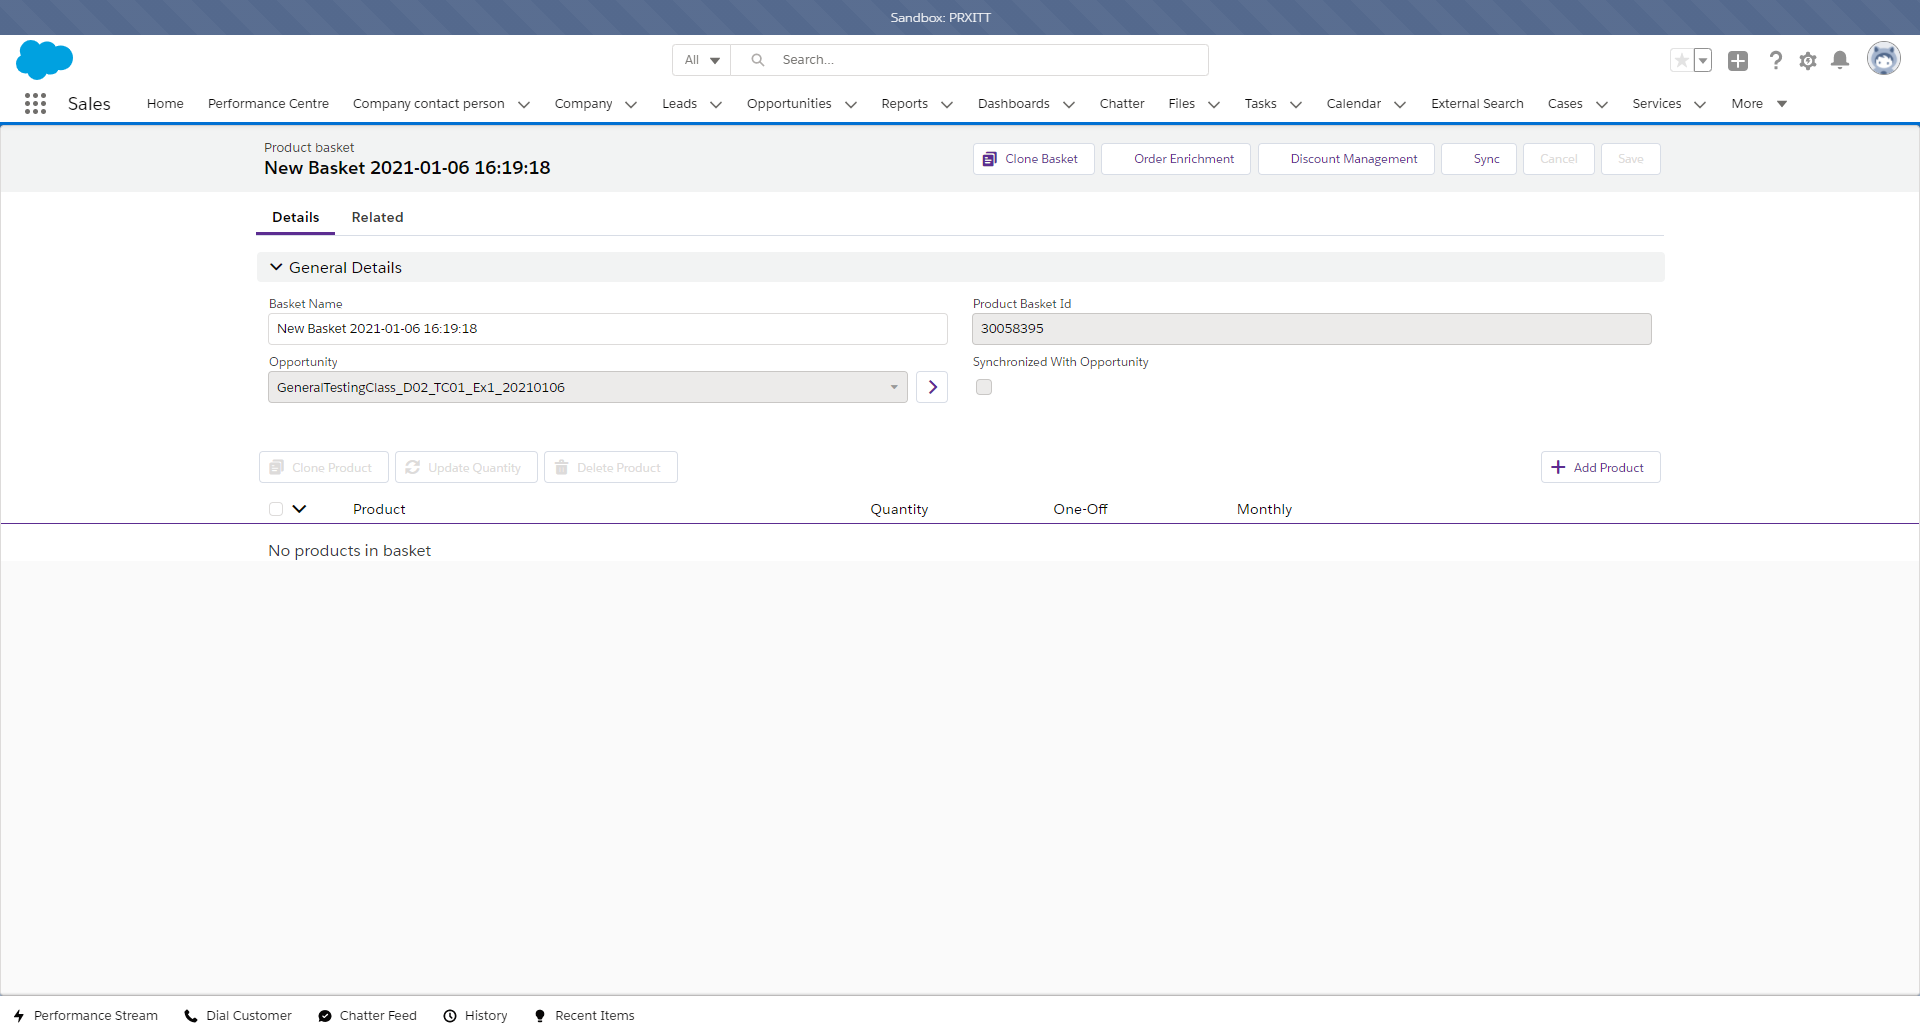 Sandbox: PRXITT
All
Search...
Sales
Home
Performance Centre
Company contact person
Company
Leads
Opportunities
Reports
Dashboards
Chatter
Files
Tasks
Calendar
External Search
Cases
Services
More
Product basket
New Basket 2021-01-06 16:19:18
Clone Basket
Order Enrichment
Discount Management
Sync
Cancel
Save
Details
Related
General Details
Basket Name
Product Basket Id
New Basket 2021-01-06 16:19:18
30058395
Opportunity
Synchronized With Opportunity
GeneralTestingClass_D02_TC01_Ex1_20210106
Clone Product
Update Quantity
Delete Product
Add Product
Product
Quantity
One-Off
Monthly
No products in basket
Performance Stream
Dial Customer
Chatter Feed
History
Recent Items